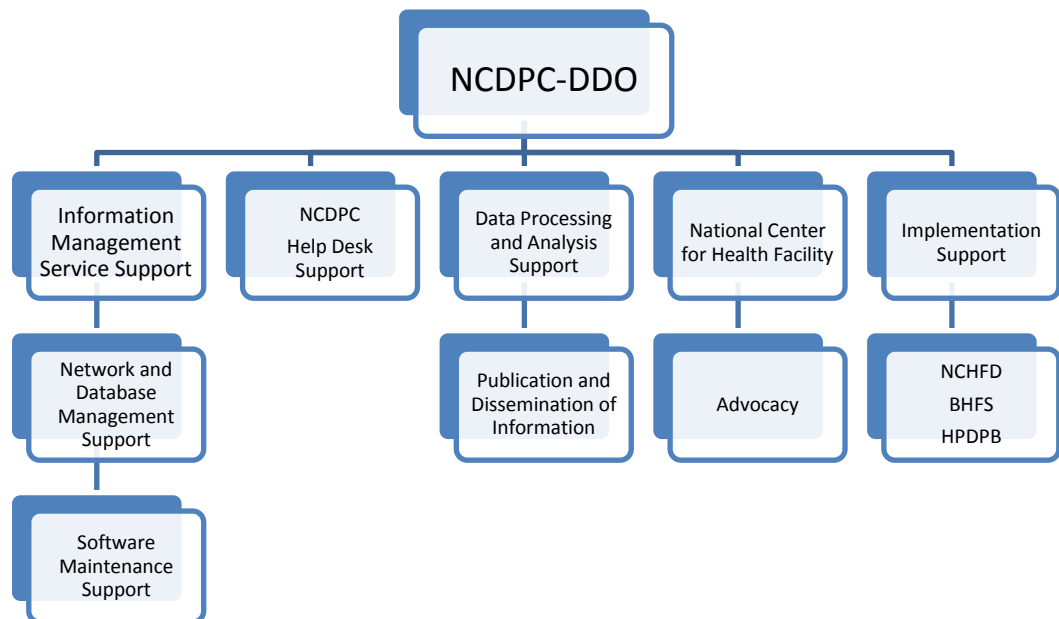 NCDPC-DDO
Information
Management
Service Support
NCDPC
Help Desk
Support
Data Processing
and Analysis
Support
National Center
for Health Facility
Implementation
Support
Network and
Database
Management
Support
Publication and
Dissemination of
Information
Advocacy
NCHFD
BHFS
HPDPB
Software
Maintenance
Support